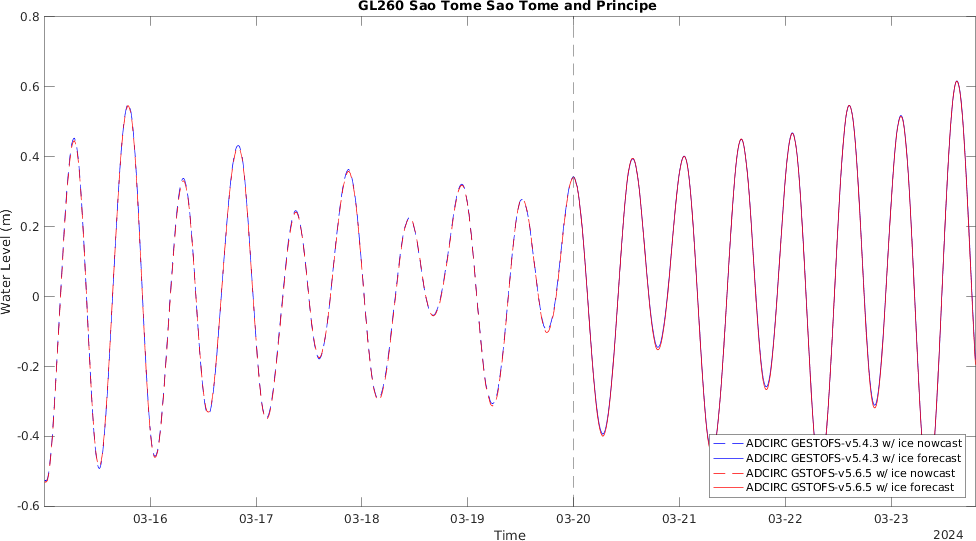 GL260 Sao Tome Sao Tome and Principe
0.8
0.6
0.4
0.2
0
-0.2
-0.4
-0.6
Water Level (m)
ADCIRC GESTOFS-v5.4.3 w/ ice nowcast
ADCIRC GESTOFS-v5.4.3 w/ ice forecast
ADCIRC GSTOFS-v5.6.5 w/ ice nowcast
ADCIRC GSTOFS-v5.6.5 w/ ice forecast
03-16 03-17 03-18 03-19 03-20 03-21 03-22 03-23
Time
2024